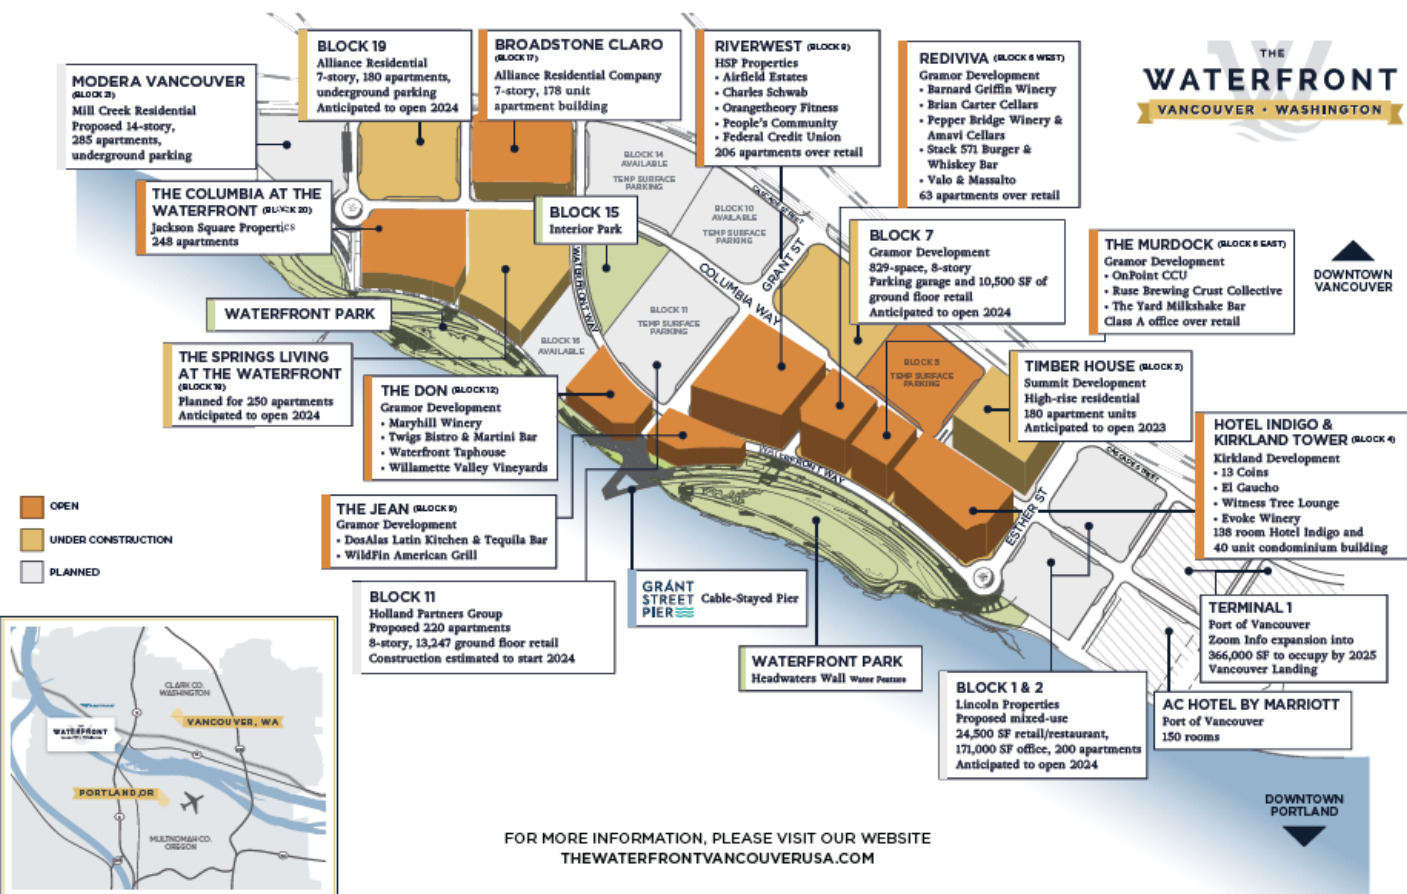 THE
WATERFRONT
VANCOUVER • WASHINGTON
MODERA VANCOUVER
(BLOCK 21)
Mill Creek Residential
Proposed 14-story,
285 apartments,
underground parking
BLOCK 19
Alliance Residential
7-story, 180 apartments,
underground parking
Anticipated to open 2024
BROADSTONE CLARO
(BLOCK 17)
Alliance Residential Company
7-story, 178 unit
apartment building
RIVERWEST (BLOCK 8)
HSP Properties
• Airfield Estates
• Charles Schwab
• Orangetheory Fitness
• People's Community
• Federal Credit Union
206 apartments over retail
REDIVIVA (BLOCK 6 WEST)
Gramor Development
• Barnard Griffin Winery
• Brian Carter Cellars
• Pepper Bridge Winery &
Amavi Cellars
• Stack 571 Burger &
Whiskey Bar
• Valo & Massalto
63 apartments over retail
THE COLUMBIA AT THE
WATERFRONT (BLOCK 20)
Jackson Square Properties
248 apartments
BLOCK 15
Interior Park
BLOCK 7
Gramor Development
829-space, 8-story
Parking garage and 10,500 SF of
ground floor retail
Anticipated to open 2024
THE MURDOCK (BLOCK 6 EAST)
Gramor Development
• OnPoint CCU
• Ruse Brewing Crust Collective
• The Yard Milkshake Bar
Class A office over retail
DOWNTOWN
VANCOUVER
BLOCK 14
AVAILABLE
TEMP SURFACE
PARKING
BLOCK 10
AVAILABLE
TEMP SURFACE
PARKING
CASCADE STREET
GRANT ST
COLUMBIA WAY
WATERFRONT WAY
BLOCK 11
TEMP SURFACE
PARKING
BLOCK 16
AVAILABLE
BLOCK 5
TEMP SURFACE
PARKING
WATERFRONT PARK
THE SPRINGS LIVING
AT THE WATERFRONT
(BLOCK 18)
Planned for 250 apartments
Anticipated to open 2024
THE DON (BLOCK 12)
Gramor Development
• Maryhill Winery
• Twigs Bistro & Martini Bar
• Waterfront Taphouse
• Willamette Valley Vineyards
TIMBER HOUSE (BLOCK 3)
Summit Development
High-rise residential
180 apartment units
Anticipated to open 2023
HOTEL INDIGO &
KIRKLAND TOWER (BLOCK 4)
Kirkland Development
• 13 Coins
• El Gaucho
• Witness Tree Lounge
• Evoke Winery
138 room Hotel Indigo and
40 unit condominium building
WATERFRONT WAY
ESTHER ST
CASCADE STREET
OPEN
UNDER CONSTRUCTION
PLANNED
THE JEAN (BLOCK 9)
Gramor Development
• DosAlas Latin Kitchen & Tequila Bar
• WildFin American Grill
BLOCK 11
Holland Partners Group
Proposed 220 apartments
8-story, 13,247 ground floor retail
Construction estimated to start 2024
GRANT
STREET
PIER
Cable-Stayed Pier
WATERFRONT PARK
Headwaters Wall Water Feature
TERMINAL 1
Port of Vancouver
Zoom Info expansion into
366,000 SF to occupy by 2025
Vancouver Landing
BLOCK 1 & 2
Lincoln Properties
Proposed mixed-use
24,500 SF retail/restaurant,
171,000 SF office, 200 apartments
Anticipated to open 2024
AC HOTEL BY MARRIOTT
Port of Vancouver
150 rooms
CLARK CO.
WASHINGTON
VANCOUVER, WA
THE
WATERFRONT
PORTLAND, OR
MULTNOMAH CO.
OREGON
DOWNTOWN
PORTLAND
FOR MORE INFORMATION, PLEASE VISIT OUR WEBSITE
THEWATERFRONTVANCOUVERUSA.COM